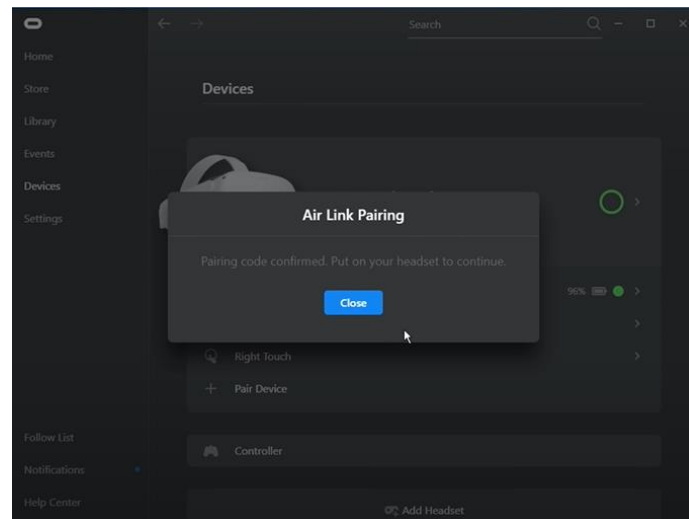 Search
Home
Store
Devices
Library
Events
Devices
Settings
Air Link Pairing
Pairing code confirmed. Put on your headset to continue.
Close
96%
Right Touch
Pair Device
Follow List
Controller
Notifications
Help Center
Add Headset